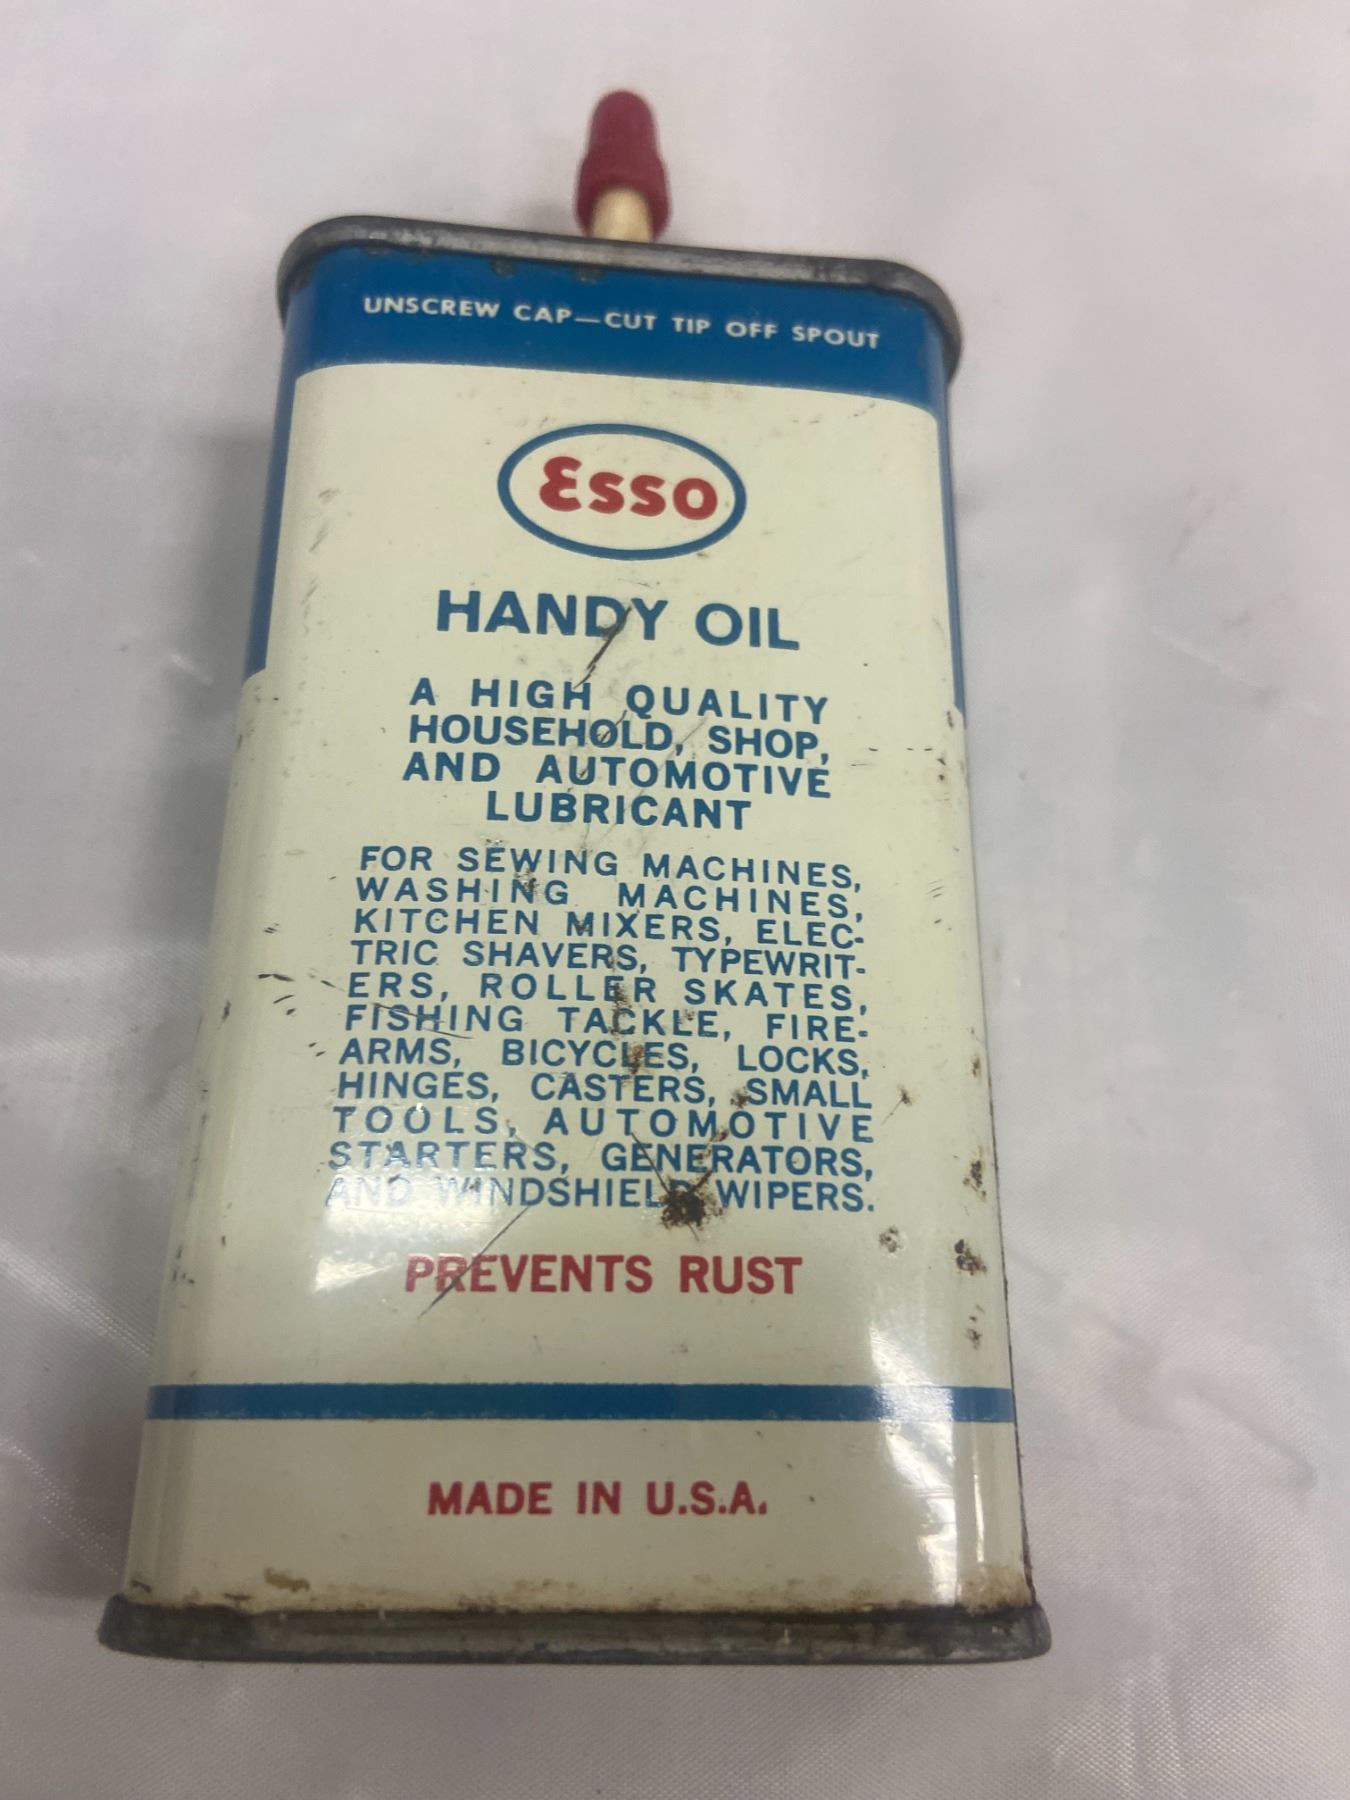 UNSCREW CAP—CUT TIP OFF SPOUT
Esso
HANDY OIL
A HIGH QUALITY
HOUSEHOLD, SHOP,
AND AUTOMOTIVE
LUBRICANT
FOR SEWING MACHINES,
WASHING MACHINES,
KITCHEN MIXERS, ELEC-
TRIC SHAVERS, TYPEWRIT-
ERS, ROLLER SKATES,
FISHING TACKLE, FIRE-
ARMS, BICYCLES, LOCKS,
HINGES, CASTERS, SMALL
TOOLS, AUTOMOTIVE
STARTERS, GENERATORS,
AND WINDSHIELD WIPERS.
PREVENTS RUST
MADE IN U.S.A.